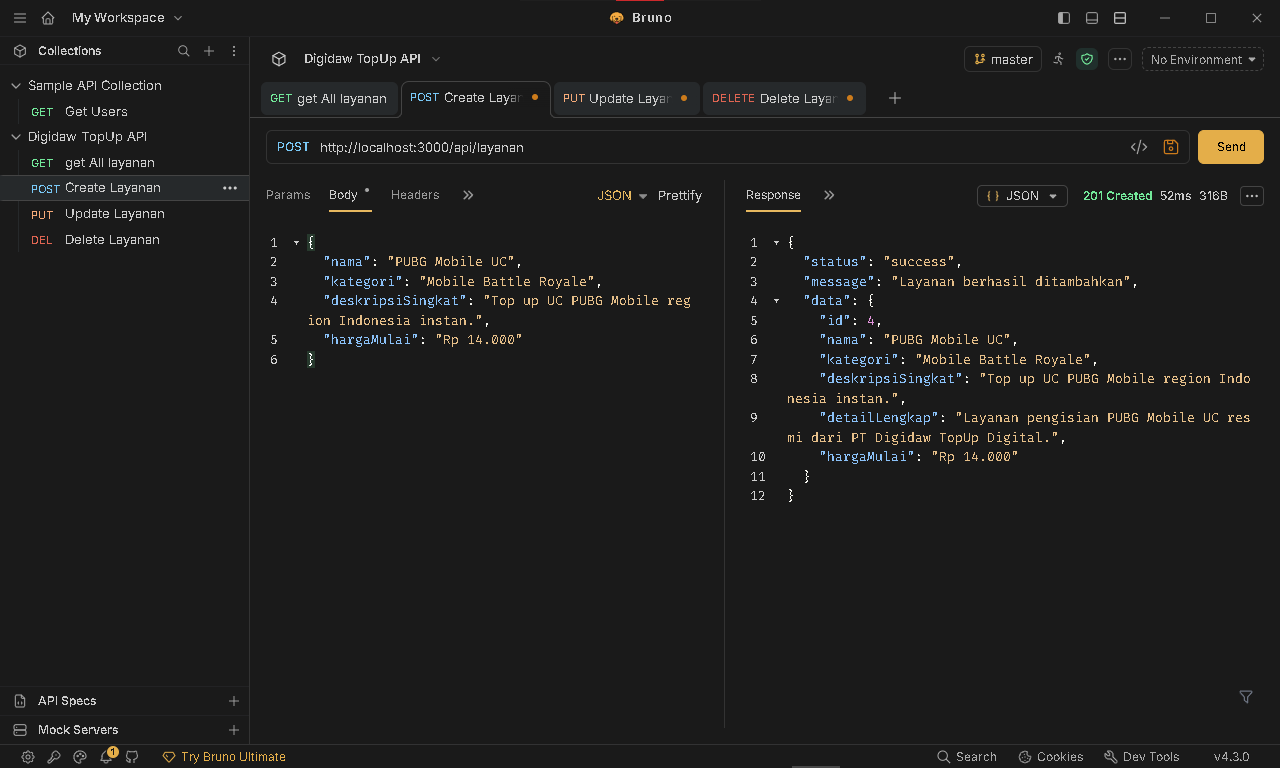 My Workspace
Bruno
Collections
Sample API Collection
GET Get Users
Digidaw TopUp API
GET get All layanan
POST Create Layanan
PUT Update Layanan
DEL Delete Layanan
API Specs
Mock Servers
Digidaw TopUp API
master
No Environment
GET get All layanan
POST Create Layar
PUT Update Layar
DELETE Delete Layar
POST http://localhost:3000/api/layanan
Send
Params Body Headers
JSON Prettify
1 {
2 "nama": "PUBG Mobile UC",
3 "kategori": "Mobile Battle Royale",
4 "deskripsiSingkat": "Top up UC PUBG Mobile reg
ion Indonesia instan.",
5 "hargaMulai": "Rp 14.000"
6 }
Response
{ } JSON
201 Created 52ms 316B
1 {
2 "status": "success",
3 "message": "Layanan berhasil ditambahkan",
4 "data": {
5 "id": 4,
6 "nama": "PUBG Mobile UC",
7 "kategori": "Mobile Battle Royale",
8 "deskripsiSingkat": "Top up UC PUBG Mobile region Indo
nesia instan.",
9 "detailLengkap": "Layanan pengisian PUBG Mobile UC res
mi dari PT Digidaw TopUp Digital.",
10 "hargaMulai": "Rp 14.000"
11 }
12 }
1
Try Bruno Ultimate
Search
Cookies
Dev Tools
v4.3.0